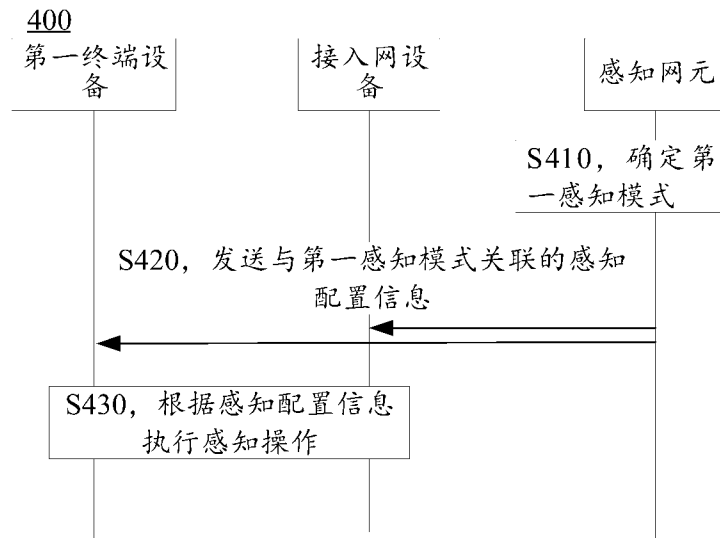 400
第一终端设
备
接入网设
备
感知网元
S410，确定第
一感知模式
S420，发送与第一感知模式关联的感知
配置信息
S430，根据感知配置信息
执行感知操作